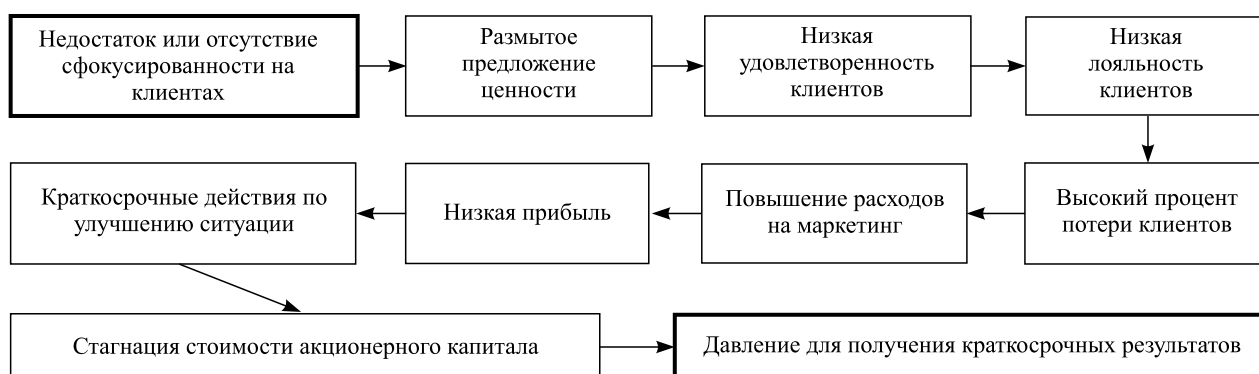 Недостаток или отсутствие
сфокусированности на
клиентах
Размытое
предложение
ценности
Низкая
удовлетворенность
клиентов
Низкая
лояльность
клиентов
Высокий процент
потери клиентов
Повышение расходов
на маркетинг
Низкая прибыль
Краткосрочные действия по
улучшению ситуации
Стагнация стоимости акционерного капитала
Давление для получения краткосрочных результатов